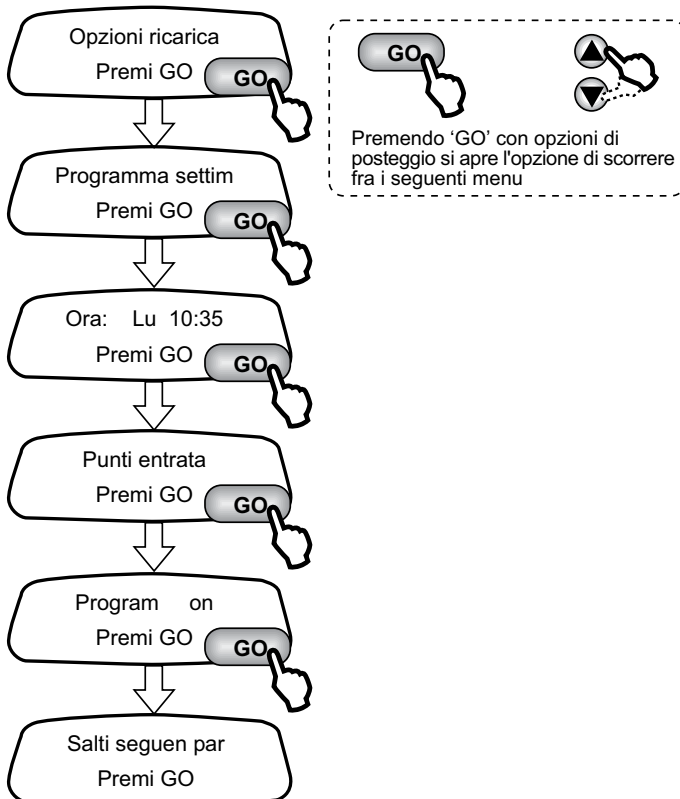 Opzioni ricarica
Premi GO
GO
Programma settim
Premi GO
GO
Ora: Lu 10:35
Premi GO
GO
Punti entrata
Premi GO
GO
Program on
Premi GO
GO
Salti seguen par
Premi GO
GO
Premendo ‘GO’ con opzioni di
posteggio si apre l'opzione di scorrere
fra i seguenti menu